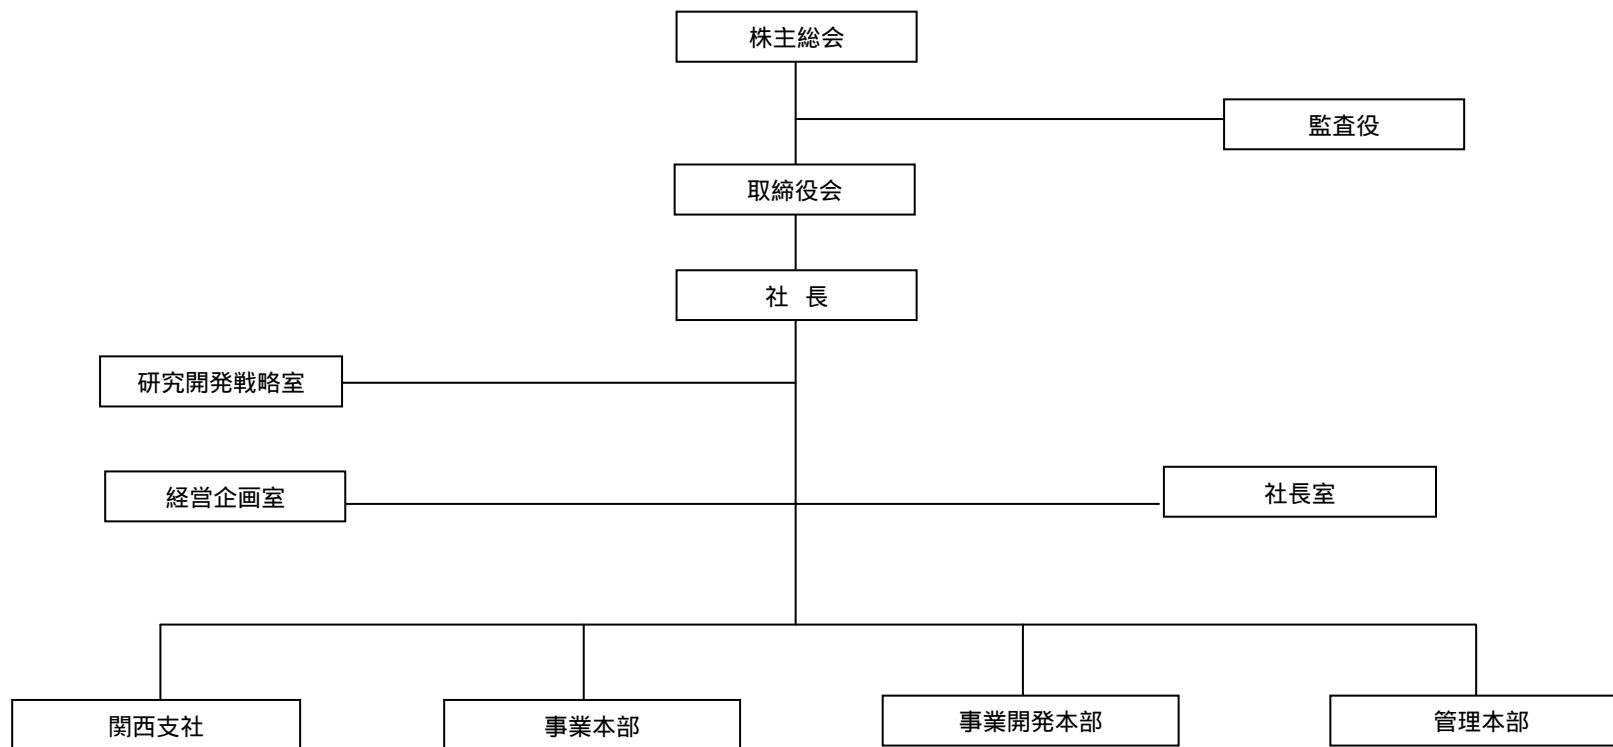 株主総会
監査役
取締役会
社 長
研究開発戦略室
経営企画室
社長室
関西支社
事業本部
事業開発本部
管理本部